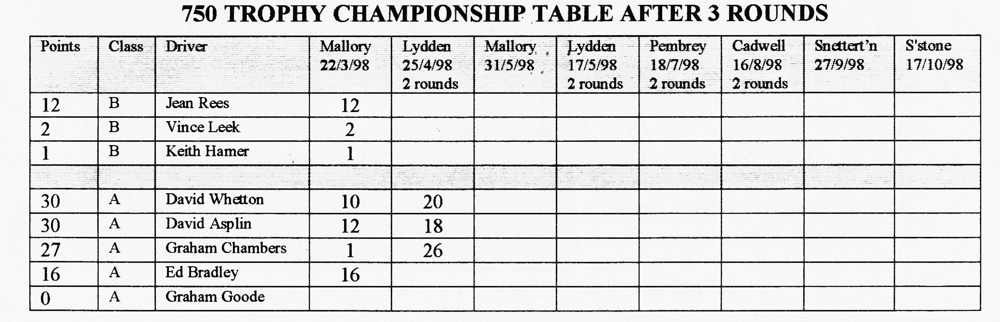 750 TROPHY CHAMPIONSHIP TABLE AFTER 3 ROUNDS
Points Class Driver Mallory Lydden Mallory Lydden Pembrey Cadwell Snettert'n S'stone
22/3/98 25/4/98 31/5/98 17/5/98 18/7/98 16/8/98 27/9/98 17/10/98
2 rounds 2 rounds 2 rounds 2 rounds
12 B Jean Rees 12
2 B Vince Leek 2
1 B Keith Hamer 1
30 A David Whetton 10 20
30 A David Asplin 12 18
27 A Graham Chambers 1 26
16 A Ed Bradley 16
0 A Graham Goode